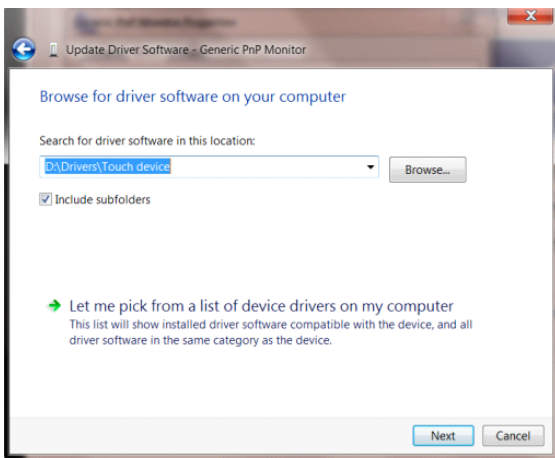 Update Driver Software - Generic PnP Monitor
Browse for driver software on your computer
Search for driver software in this location:
D:\Drivers\Touch device
Browse...
Include subfolders
Let me pick from a list of device drivers on my computer
This list will show installed driver software compatible with the device, and all
driver software in the same category as the device.
Next
Cancel